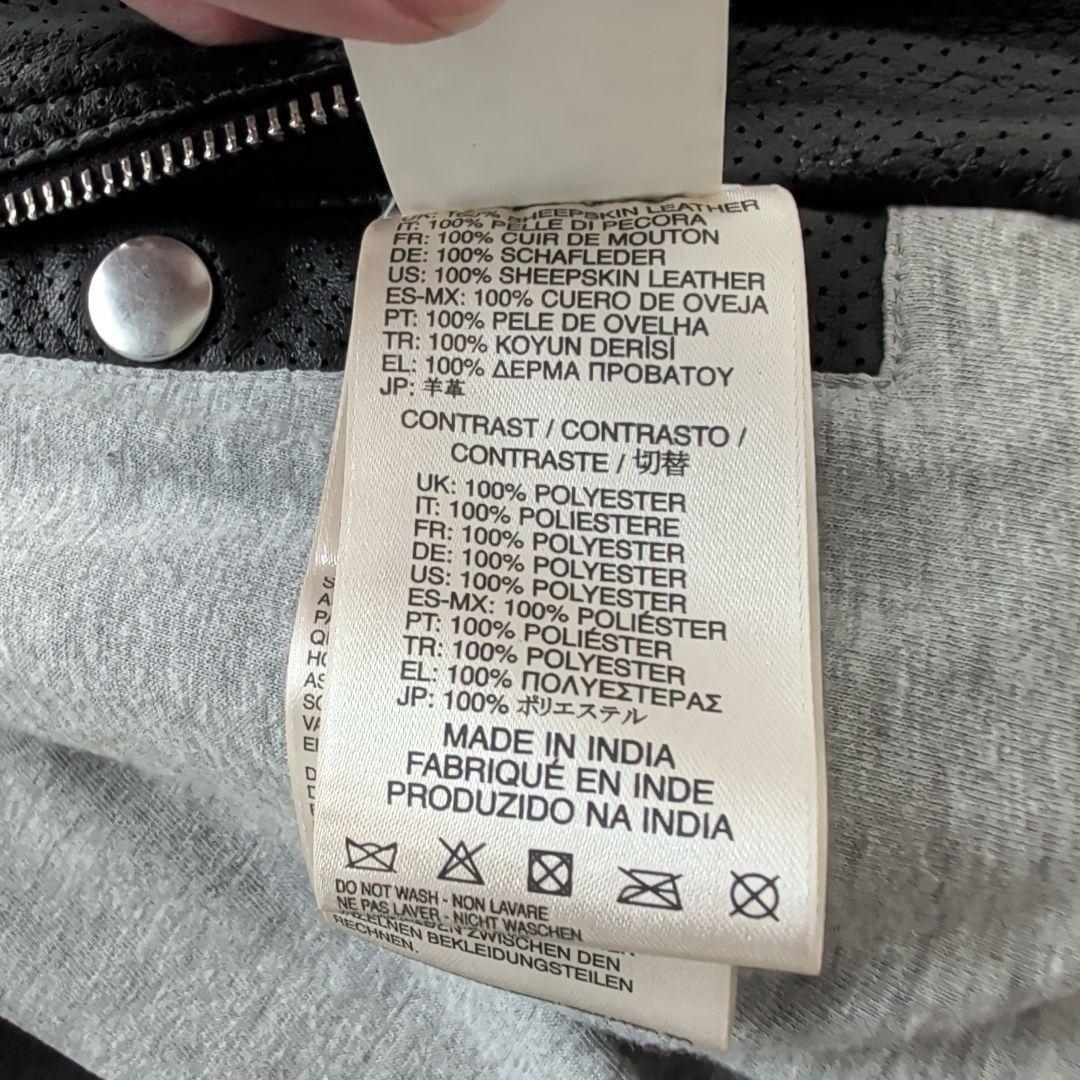 UK: 100% SHEEPSKIN LEATHER
IT: 100% PELLE DI PECORA
FR: 100% CUIR DE MOUTON
DE: 100% SCHAFLEDER
US: 100% SHEEPSKIN LEATHER
ES-MX: 100% CUERO DE OVEJA
PT: 100% PELE DE OVELHA
TR: 100% KOYUN DERİSİ
EL: 100% ΔΕΡΜΑ ΠΡΟΒΑΤΟΥ
JP: 羊革
CONTRAST / CONTRASTO /
CONTRASTE / 切替
UK: 100% POLYESTER
IT: 100% POLIESTERE
FR: 100% POLYESTER
DE: 100% POLYESTER
US: 100% POLYESTER
ES-MX: 100% POLIÉSTER
PT: 100% POLIÉSTER
TR: 100% POLYESTER
EL: 100% ΠΟΛΥΕΣΤΕΡΑΣ
JP: 100% ポリエステル
MADE IN INDIA
FABRIQUÉ EN INDE
PRODUZIDO NA INDIA
DO NOT WASH - NON LAVARE
NE PAS LAVER - NICHT WASCHEN
ZWISCHEN DEN
BEKLEIDUNGSTEILEN
RECHNEN.